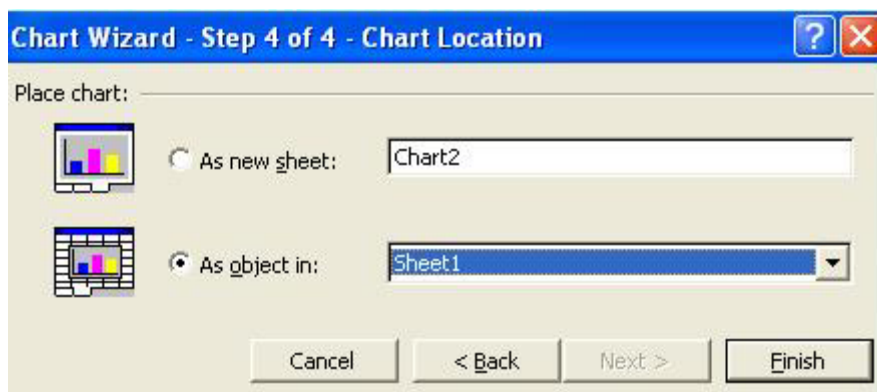 Chart Wizard - Step 4 of 4 - Chart Location
?
Place chart:
As new sheet: Chart2
As object in: Sheet1
Cancel < Back Next > Finish